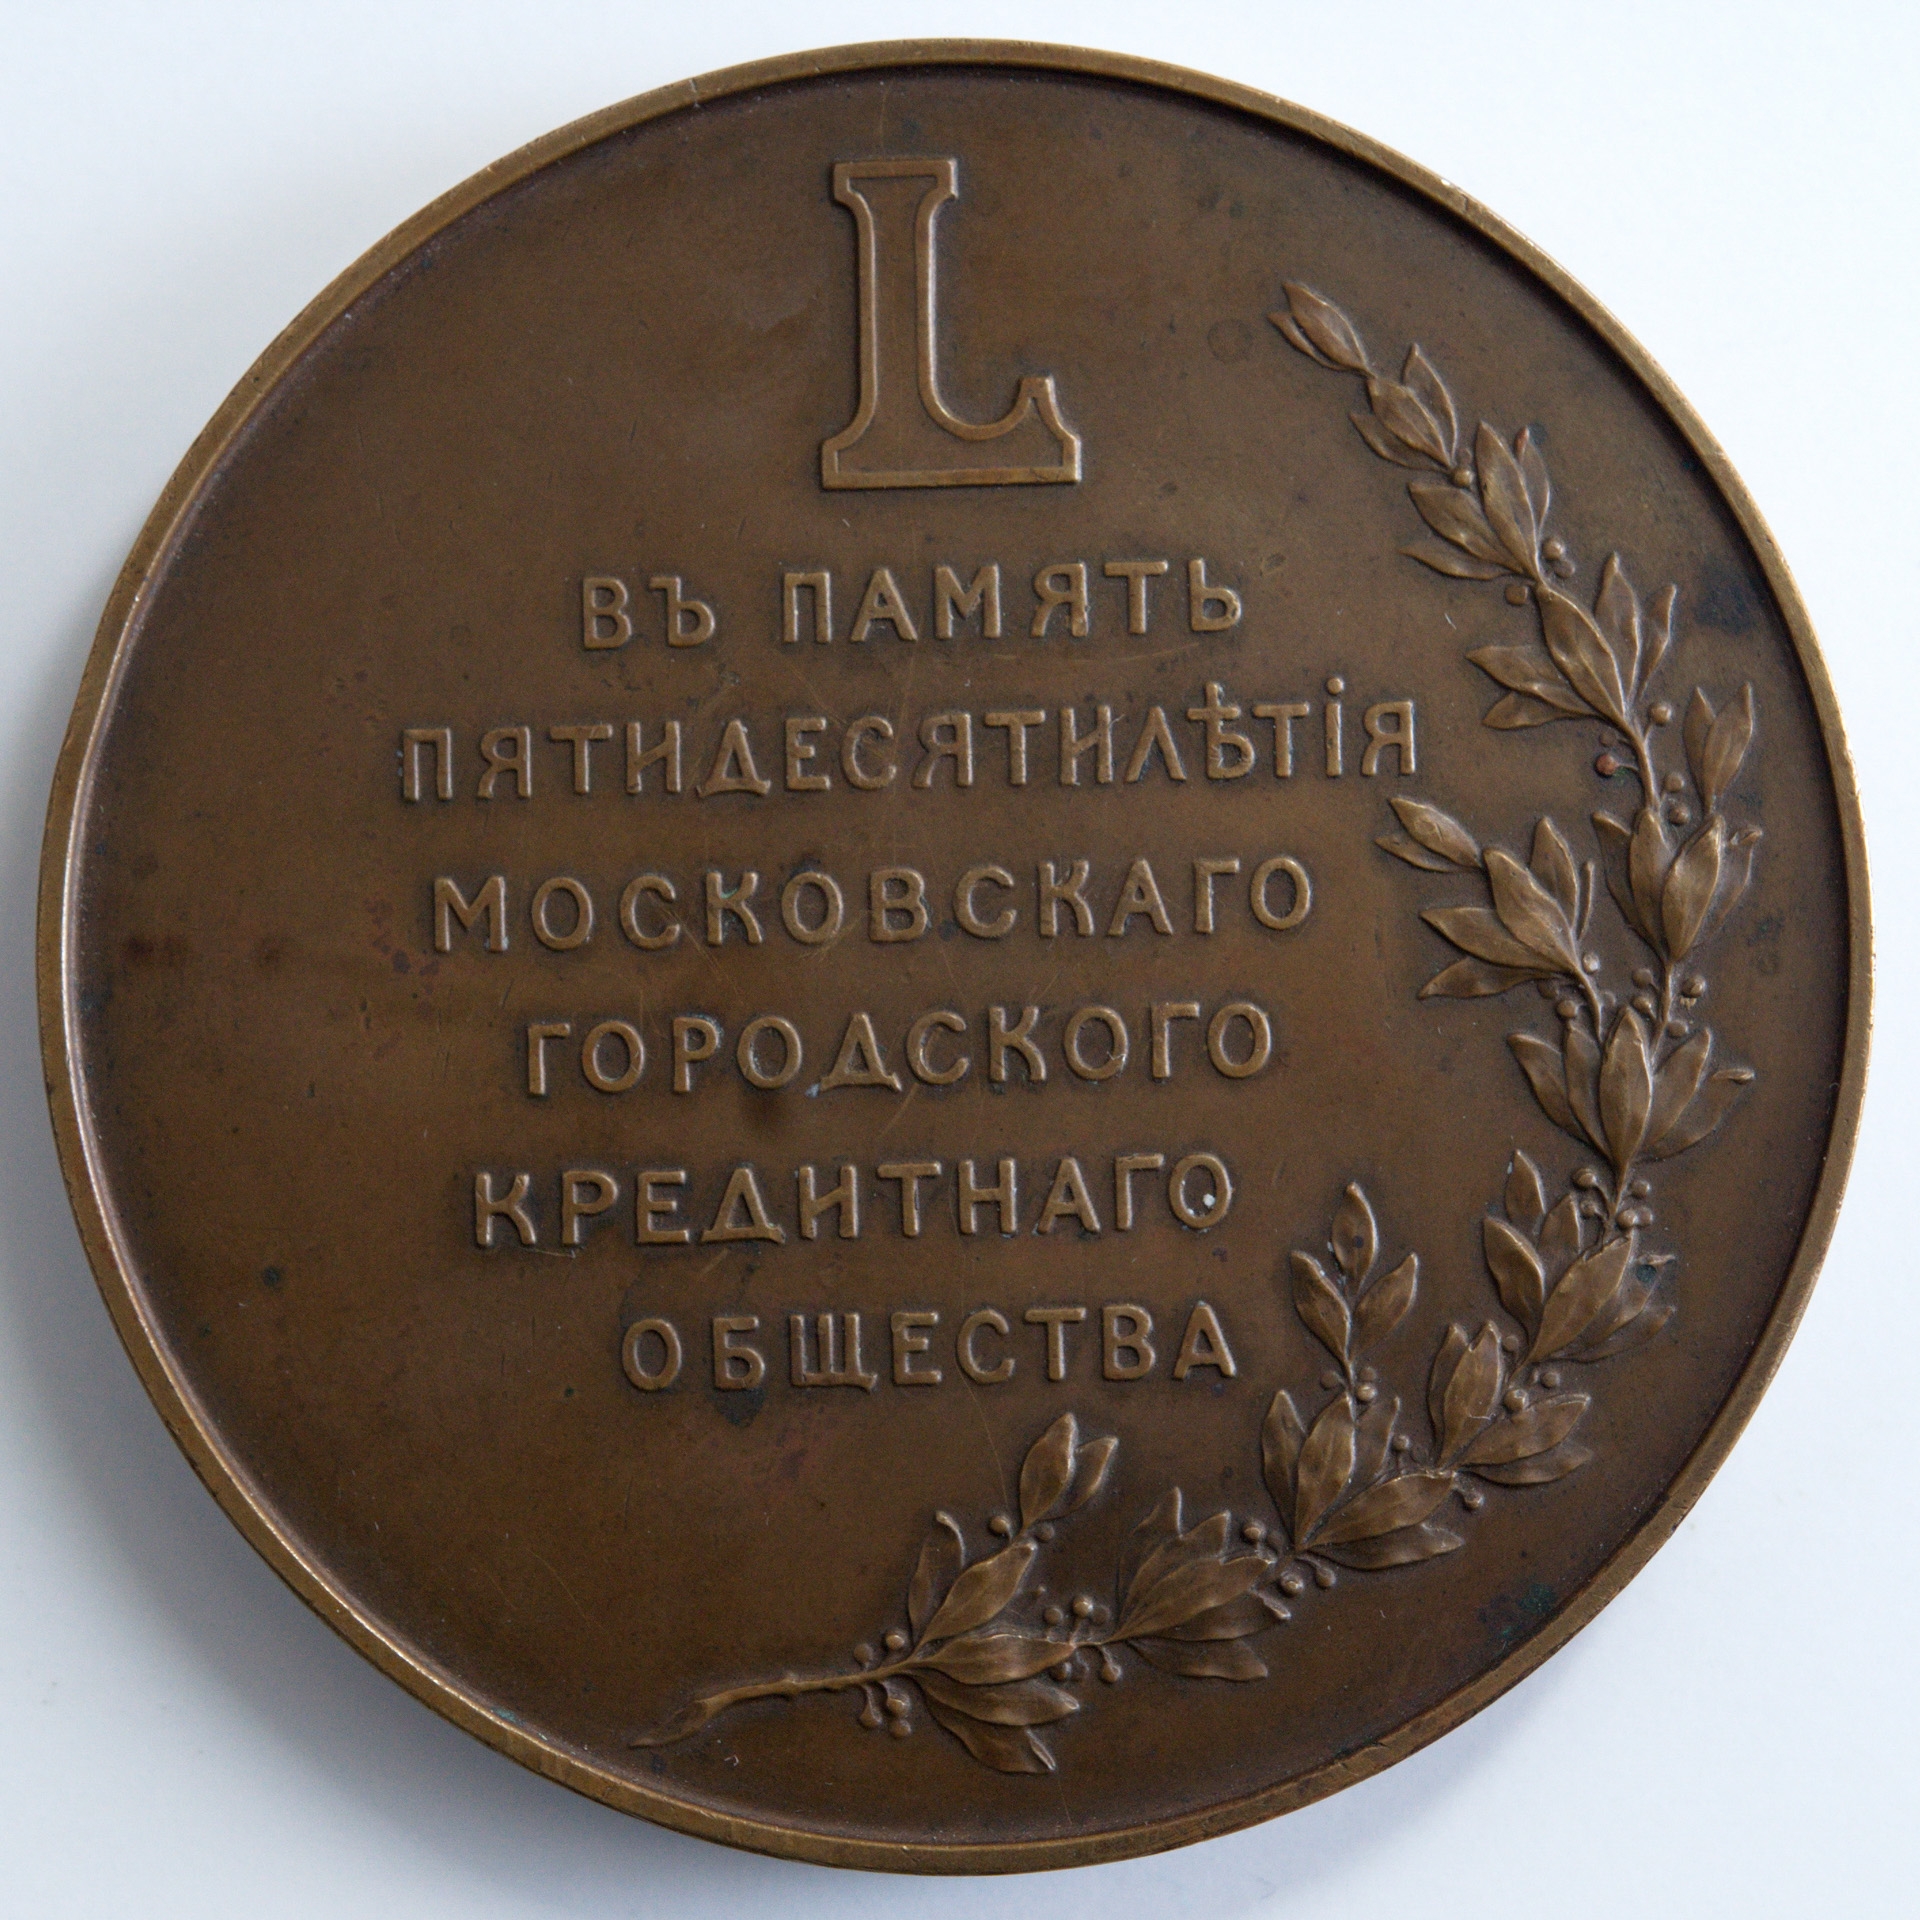 L
ВЪ ПАМЯТЬ
ПЯТИДЕСЯТИЛѢТІЯ
МОСКОВСКАГО
ГОРОДСКОГО
КРЕДИТНАГО
ОБЩЕСТВА